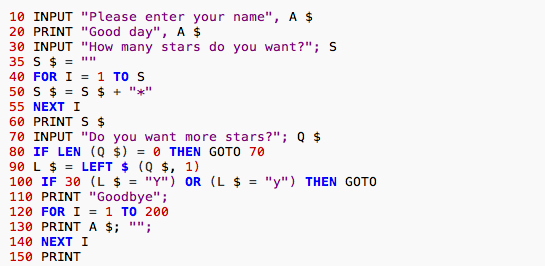 10 INPUT "Please enter your name", A $
20 PRINT "Good day", A $
30 INPUT "How many stars do you want?"; S
35 S $ = ""
40 FOR I = 1 TO S
50 S $ = S $ + "*"
55 NEXT I
60 PRINT S $
70 INPUT "Do you want more stars?"; Q $
80 IF LEN (Q $) = 0 THEN GOTO 70
90 L $ = LEFT $ (Q $, 1)
100 IF 30 (L $ = "Y") OR (L $ = "y") THEN GOTO
110 PRINT "Goodbye";
120 FOR I = 1 TO 200
130 PRINT A $; "";
140 NEXT I
150 PRINT